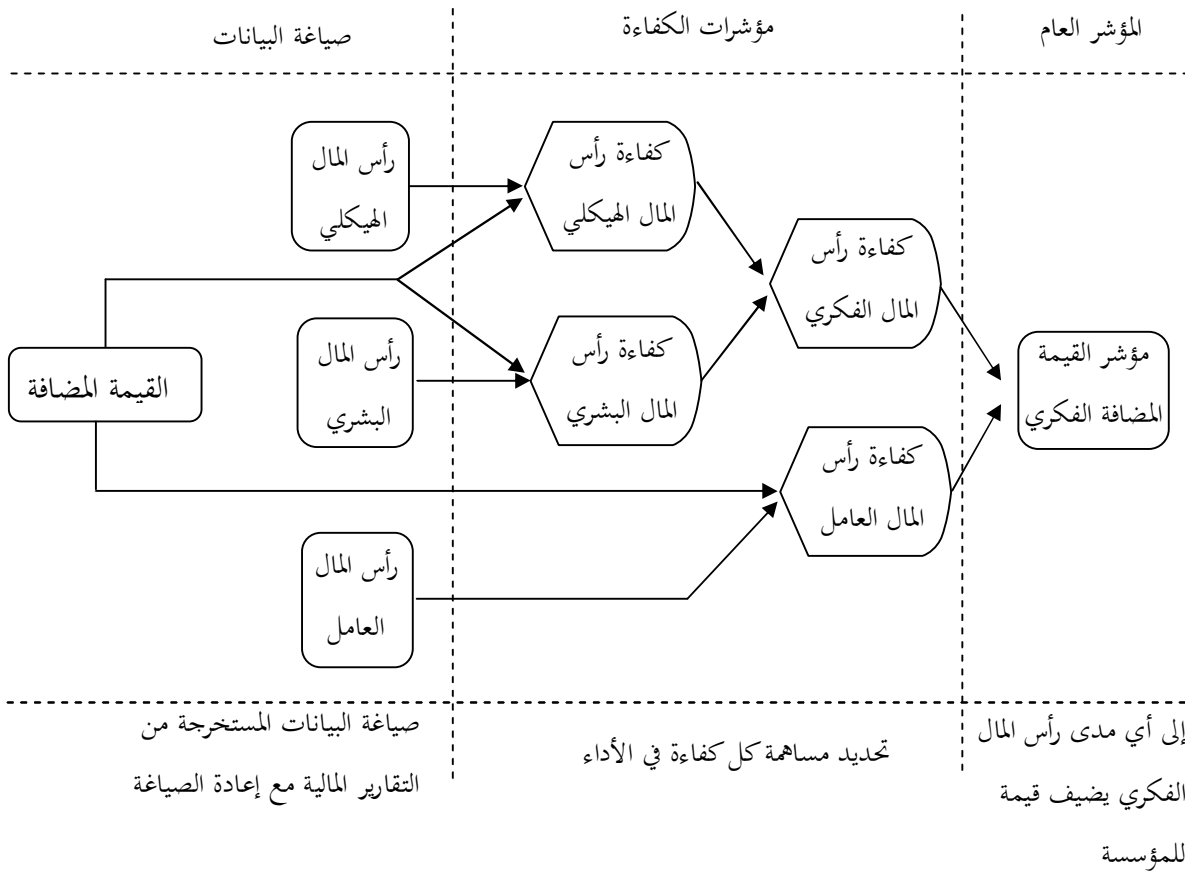 المؤشر العام
مؤشرات الكفاءة
صياغة البيانات
رأس المال
الهيكلي
كفاءة رأس
المال الهيكلي
كفاءة رأس
المال الفكري
رأس المال
البشري
كفاءة رأس
المال البشري
مؤشر القيمة
المضافة الفكري
القيمة المضافة
كفاءة رأس
المال العامل
رأس المال
العامل
إلى أي مدى رأس المال
الفكري يضيف قيمة
للمؤسسة
تحديد مساهمة كل كفاءة في الأداء
صياغة البيانات المستخرجة من
التقارير المالية مع إعادة الصياغة